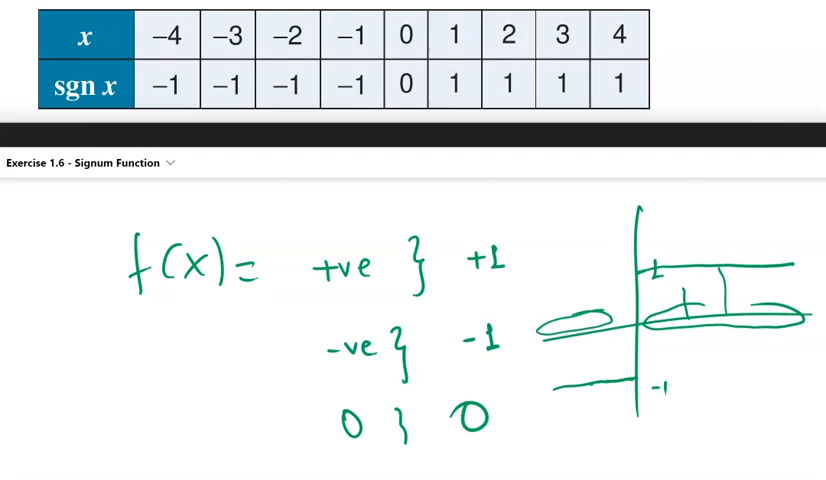 x −4 −3 −2 −1 0 1 2 3 4
sgn x −1 −1 −1 −1 0 1 1 1 1
Exercise 1.6 - Signum Function
f(x) = +ve } +1
-ve } -1
0 } 0
1
+
-1